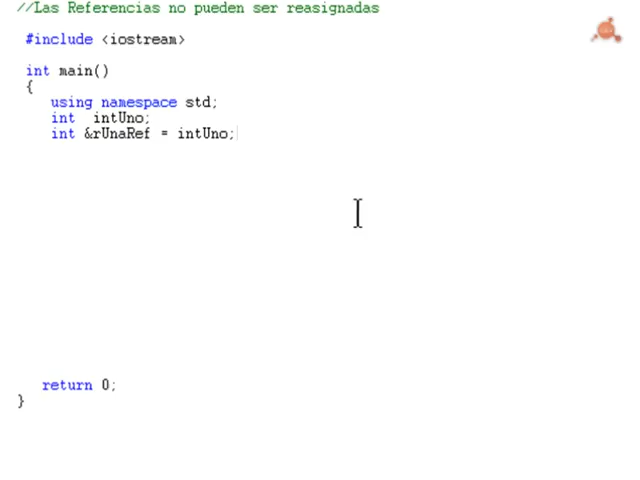 //Las Referencias no pueden ser reasignadas
#include <iostream>
int main()
{
using namespace std;
int  intUno;
int &rUnaRef = intUno;
return 0;
}